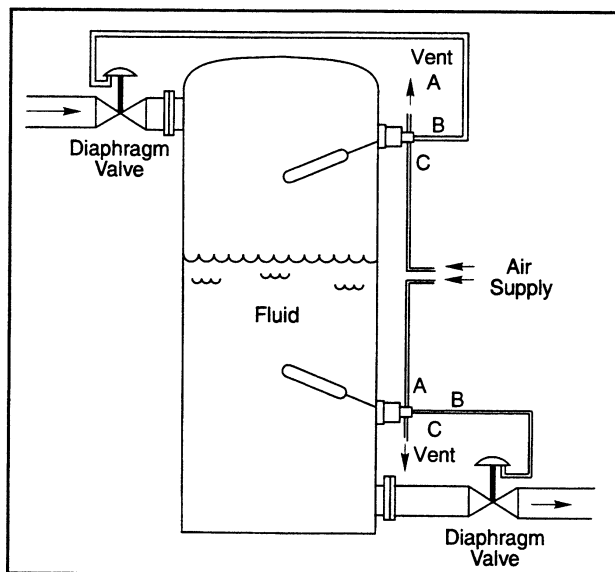 Vent
A
B
C
Diaphragm
Valve
Air
Supply
Fluid
A
B
C
Vent
Diaphragm
Valve